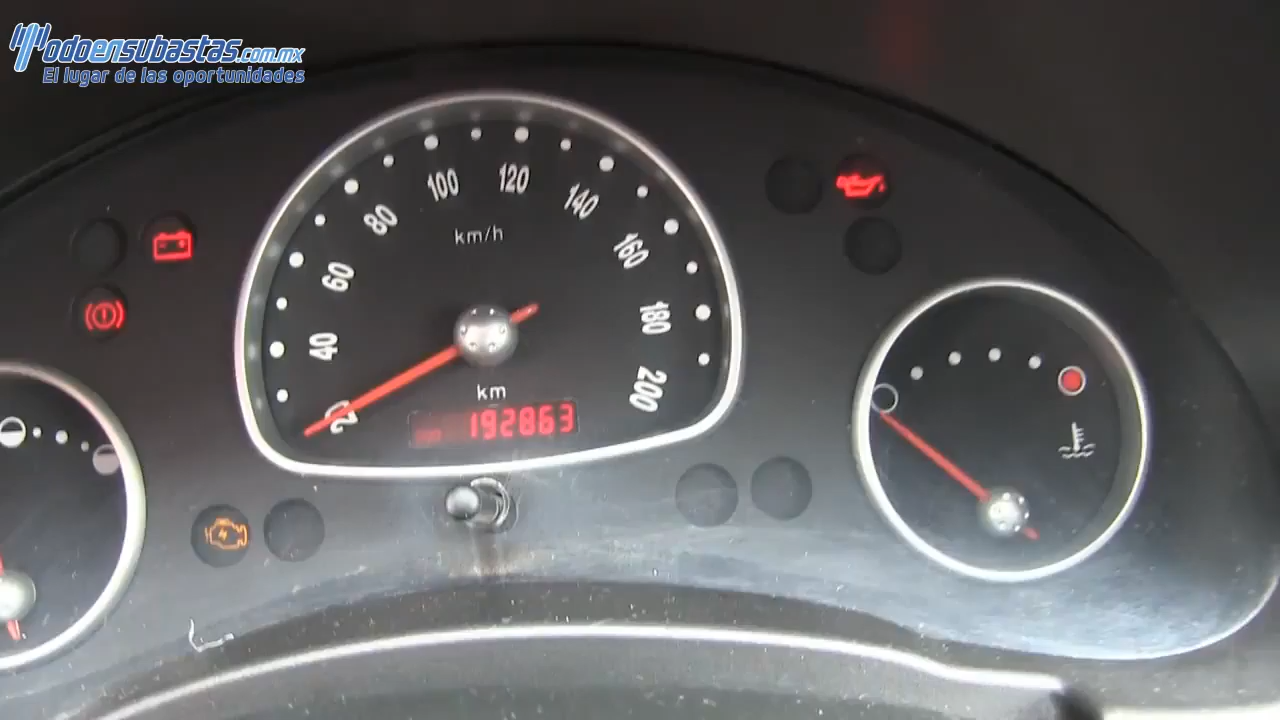 Todoensubastas.com.mx
El lugar de las oportunidades
20
40
60
80
100
120
140
160
180
200
km/h
km
192863